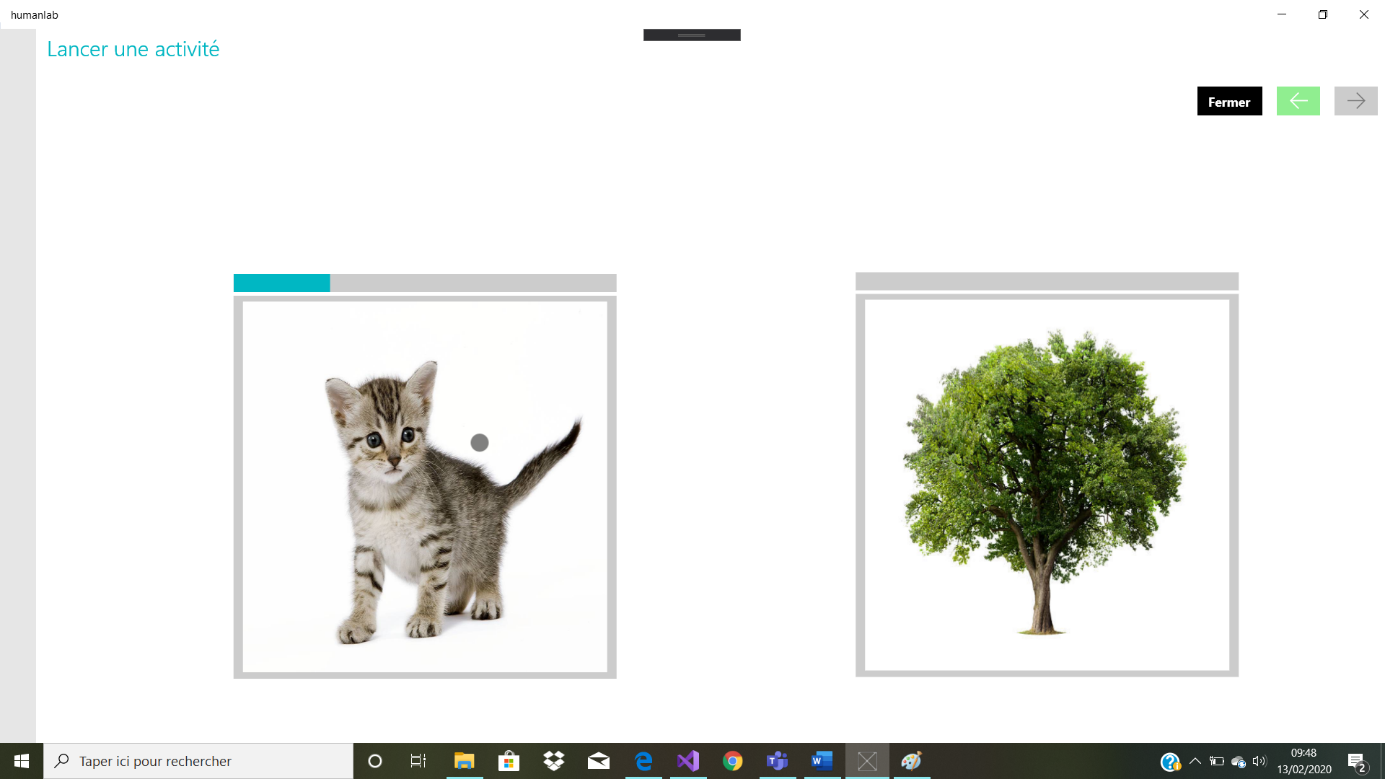 humanlab
Lancer une activité
Fermer
Taper ici pour rechercher
09:48
13/02/2020
2